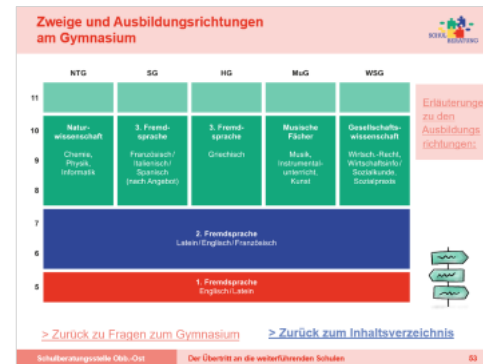 Zweige und Ausbildungsrichtungen
am Gymnasium
SCHUL
BERATUNG
NTG
SG
HG
MuG
WSG
11
10
9
8
Natur-
wissenschaft
Chemie,
Physik,
Informatik
3. Fremd-
sprache
Französisch/
Italienisch/
Spanisch
(nach Angebot)
3. Fremd-
sprache
Griechisch
Musische
Fächer
Musik,
Instrumental-
unterricht,
Kunst
Gesellschafts-
wissenschaft
Wirtsch.-Recht,
Wirtschaftsinfo/
Sozialkunde,
Sozialpraxis
Erläuterunge
zu den
Ausbildungs
richtungen:
7
6
2. Fremdsprache
Latein/Englisch/Französisch
5
1. Fremdsprache
Englisch/Latein
> Zurück zu Fragen zum Gymnasium
> Zurück zum Inhaltsverzeichnis
Schulberatungsstelle Obb.-Ost
Der Übertritt an die weiterführenden Schulen
53